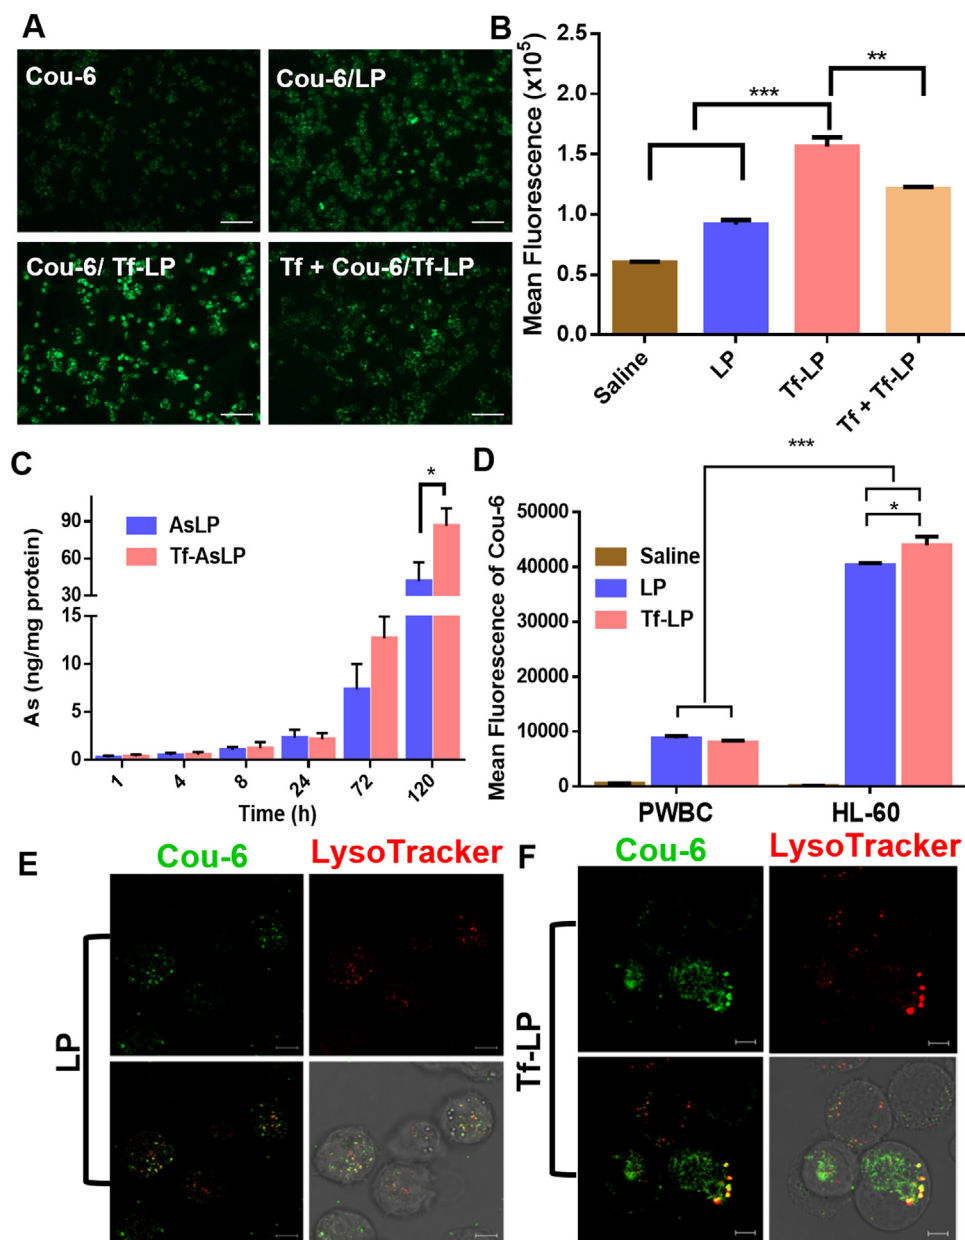 A
Cou-6
Cou-6/LP
Cou-6/ Tf-LP
Tf + Cou-6/Tf-LP
B
Mean Fluorescence (x10⁵)
2.5
2.0
1.5
1.0
0.5
0.0
***
**
Saline
LP
Tf-LP
Tf + Tf-LP
C
As (ng/mg protein)
90
60
30
15
10
5
0
AsLP
Tf-AsLP
*
1
4
8
24
72
120
Time (h)
D
Mean Fluorescence of Cou-6
50000
40000
30000
20000
10000
0
Saline
LP
Tf-LP
***
*
PWBC
HL-60
E
Cou-6
LysoTracker
LP
F
Cou-6
LysoTracker
Tf-LP